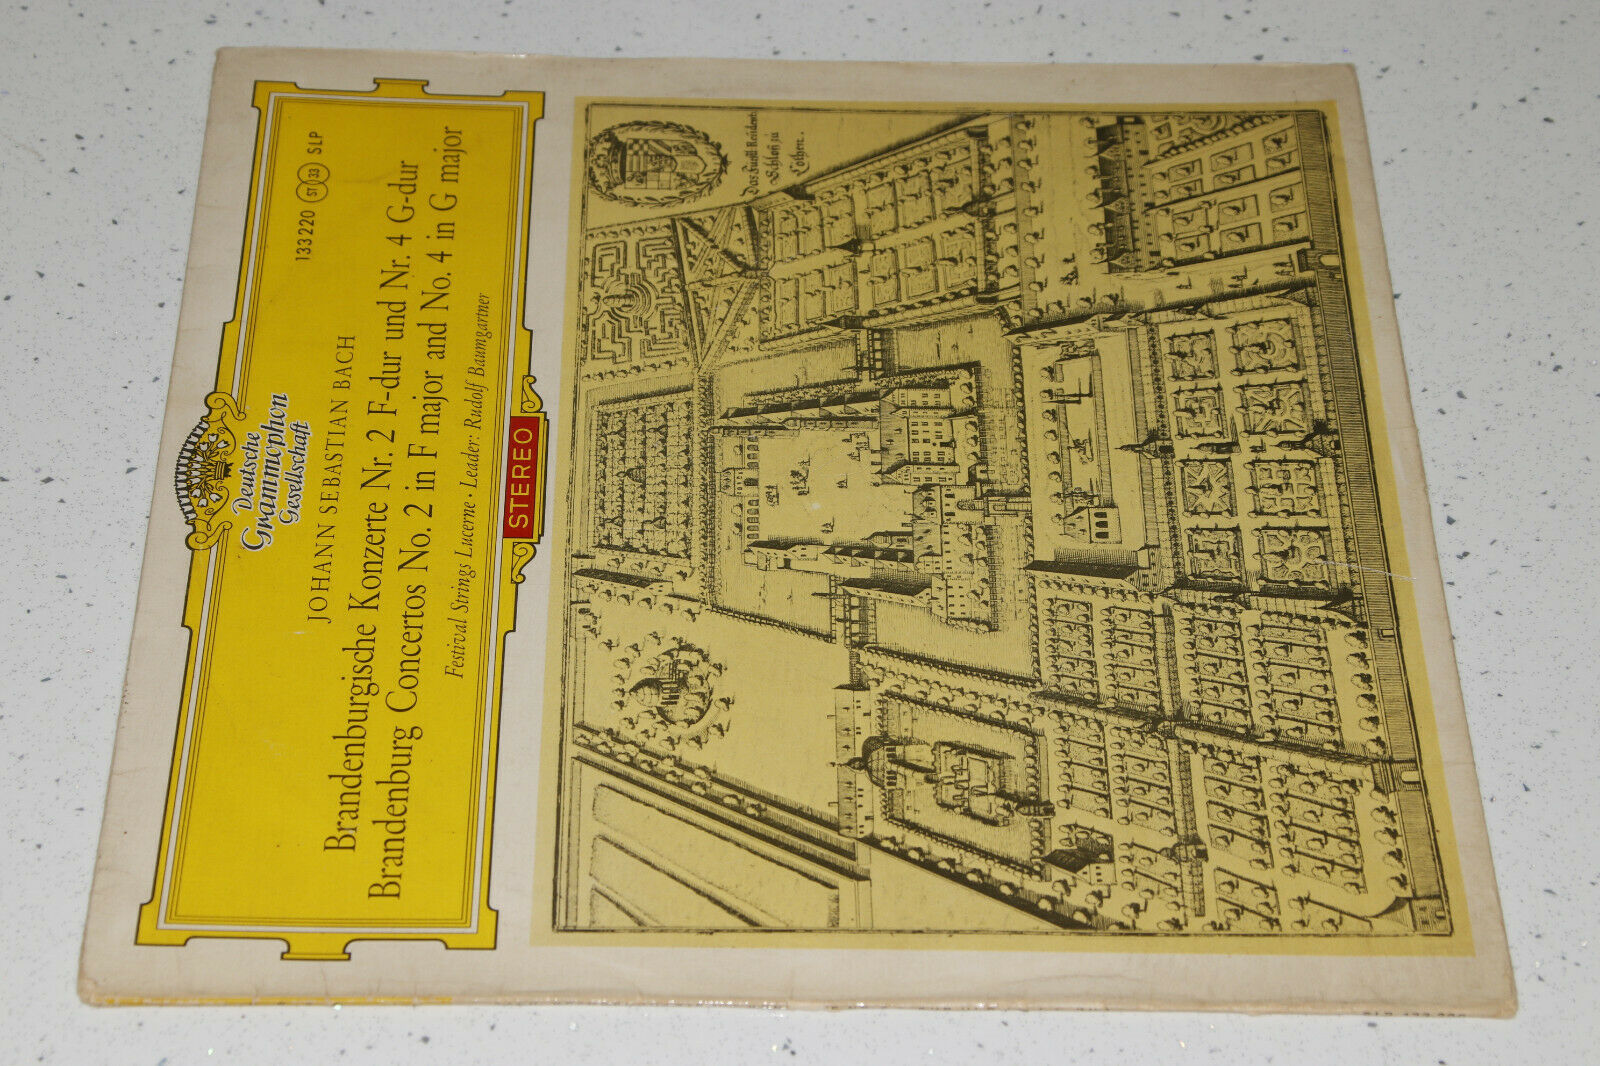 Deutsche
Grammophon
Gesellschaft
133 220 ST 33 SLP
JOHANN SEBASTIAN BACH
Brandenburgische Konzerte Nr. 2 F-dur und Nr. 4 G-dur
Brandenburg Concertos No. 2 in F major and No. 4 in G major
Festival Strings Lucerne · Leader: Rudolf Baumgartner
STEREO
Schloß zu
Cöthen.